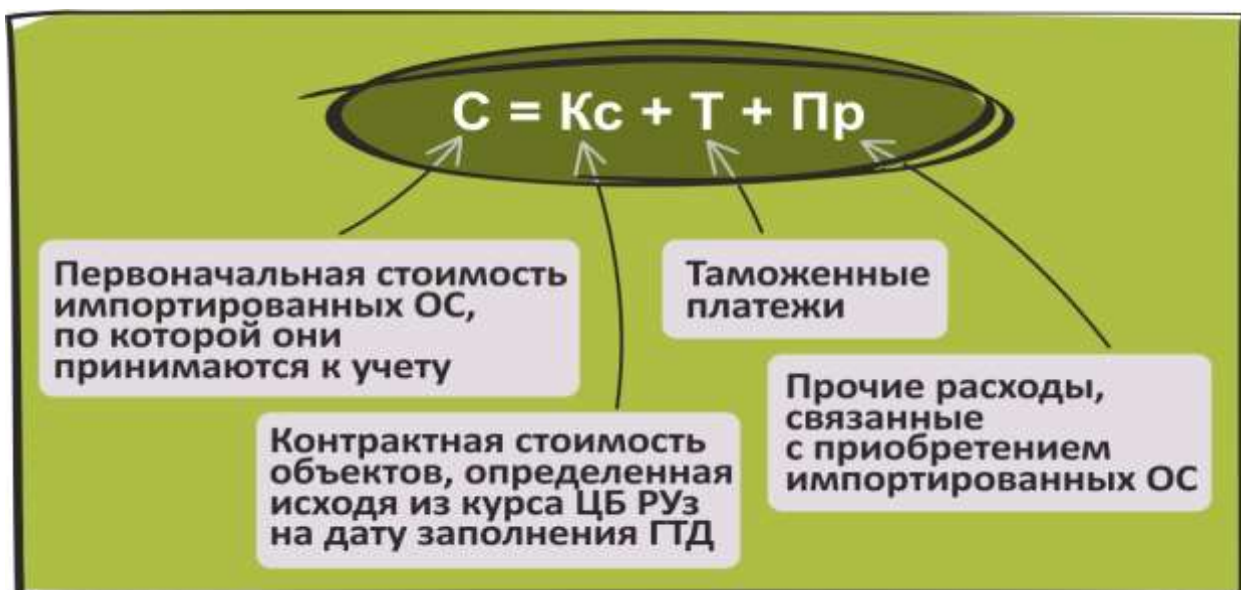 С = Кс + Т + Пр
Первоначальная стоимость
импортированных ОС,
по которой они
принимаются к учету
Таможенные
платежи
Контрактная стоимость
объектов, определенная
исходя из курса ЦБ РУз
на дату заполнения ГТД
Прочие расходы,
связанные
с приобретением
импортированных ОС